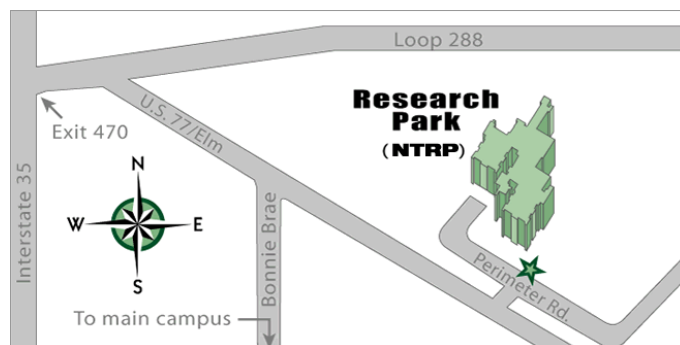 Loop 288
Research
Park
(NTRP)
U.S. 77/Elm
Exit 470
Interstate 35
N
W
E
S
Bonnie Brae
Perimeter Rd.
To main campus